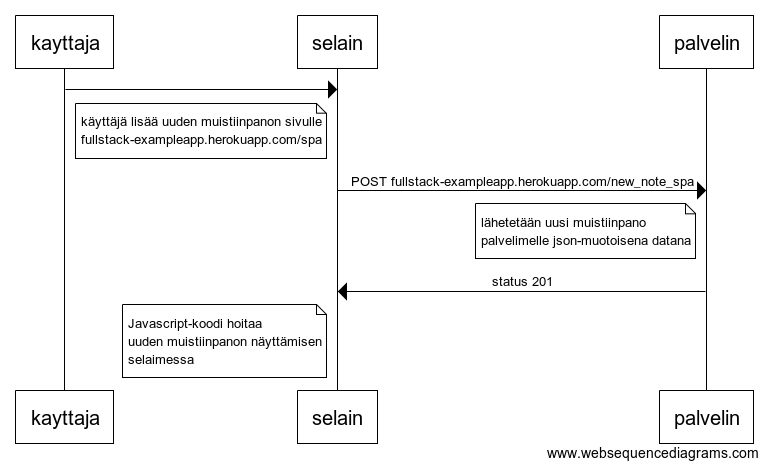 kayttaja
selain
palvelin
käyttäjä lisää uuden muistiinpanon sivulle
fullstack-exampleapp.herokuapp.com/spa
POST fullstack-exampleapp.herokuapp.com/new_note_spa
lähetetään uusi muistiinpano
palvelimelle json-muotoisena datana
status 201
Javascript-koodi hoitaa
uuden muistiinpanon näyttämisen
selaimessa
kayttaja
selain
palvelin
www.websequencediagrams.com